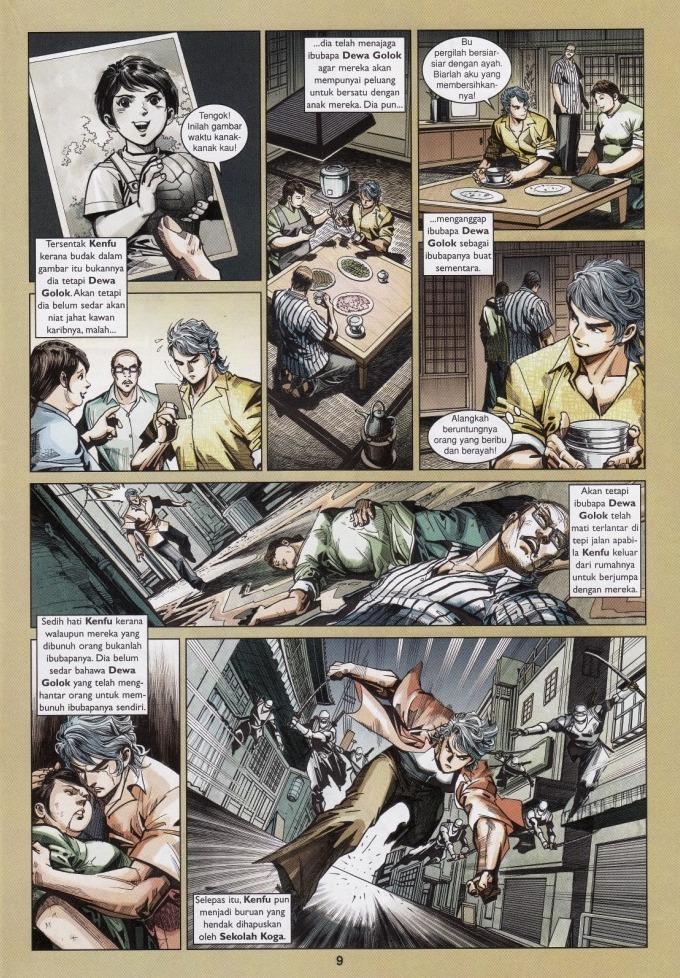 Tengok!
Inilah gambar
waktu kanak-
kanak kau!
Tersentak Kenfu
kerana budak dalam
gambar itu bukannya
dia tetapi Dewa
Golok. Akan tetapi
dia belum sedar akan
niat jahat kawan
karibnya, malah...
...dia telah menjaga
ibubapa Dewa Golok
agar mereka akan
mempunyai peluang
untuk bersatu dengan
anak mereka. Dia pun...
Bu
pergilah bersiar-
siar dengan ayah.
Biarlah aku yang
membersihkan-
nya!
...menganggap
ibubapa Dewa
Golok sebagai
ibubapanya buat
sementara.
Alangkah
beruntungnya
orang yang beribu
dan berayah!
Akan tetapi
ibubapa Dewa
Golok telah
mati terlantar di
tepi jalan apabi-
la Kenfu keluar
dari rumahnya
untuk berjumpa
dengan mereka.
Sedih hati Kenfu kerana
walaupun mereka yang
dibunuh orang bukanlah
ibubapanya. Dia belum
sedar bahawa Dewa
Golok yang telah meng-
hantar orang untuk mem-
bunuh ibubapanya sendiri.
Selepas itu, Kenfu pun
menjadi buruan yang
hendak dihapuskan
oleh Sekolah Koga.
9